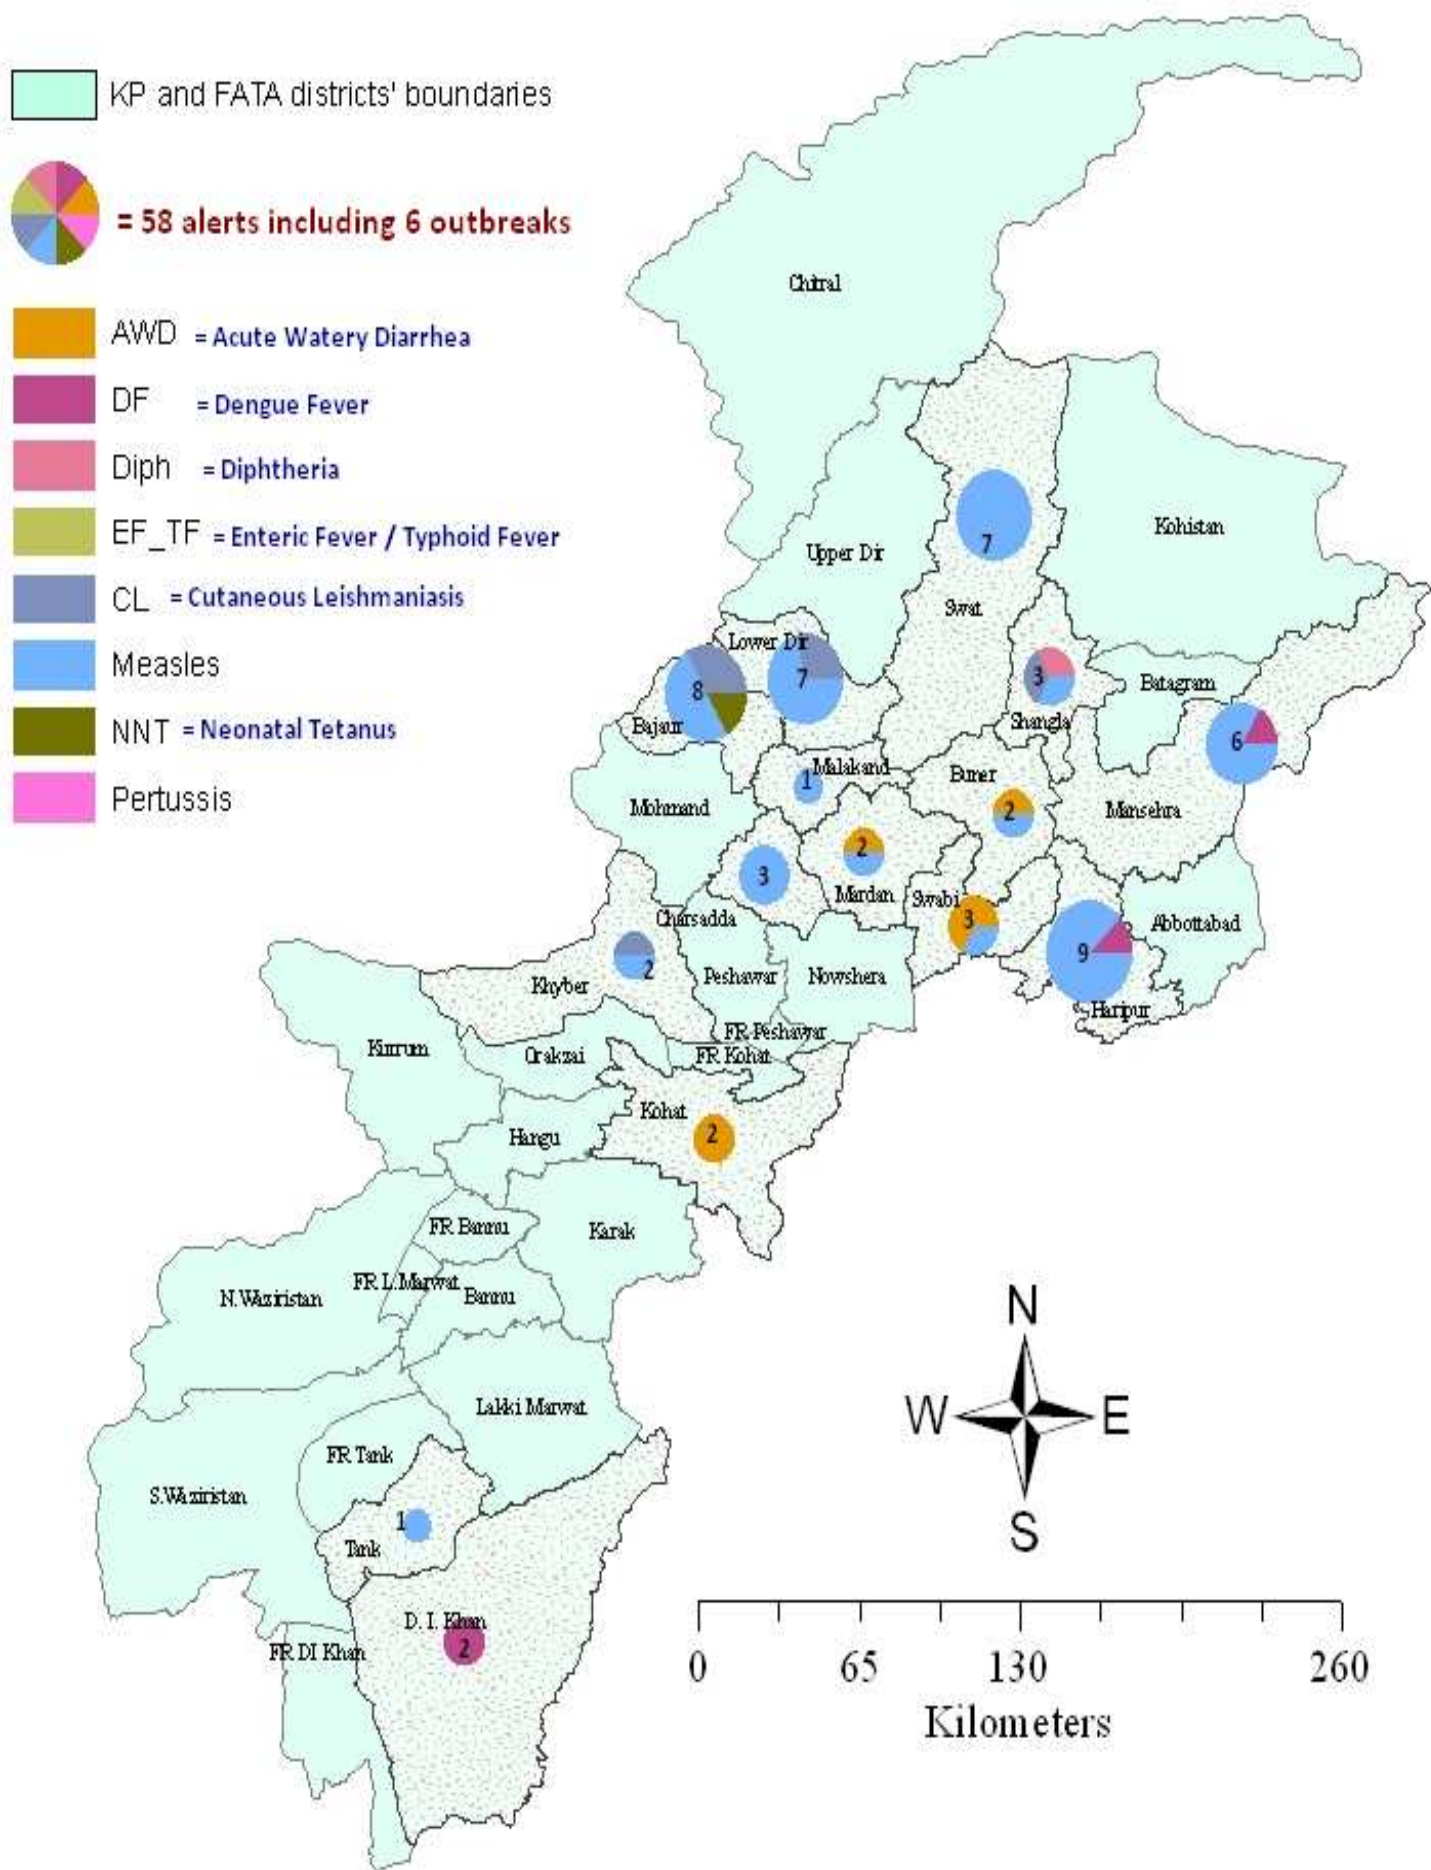 KP and FATA districts' boundaries
= 58 alerts including 6 outbreaks
AWD = Acute Watery Diarrhea
DF = Dengue Fever
Diph = Diphtheria
EF_TF = Enteric Fever / Typhoid Fever
CL = Cutaneous Leishmaniasis
Measles
NNT = Neonatal Tetanus
Pertussis
Chitral
Kohistan
Upper Dir
7
Swat
Lower Dir
7
8
Bajaur
3
Shangla
Batagram
6
Mansehra
Malakand
1
Buner
2
Mohmand
2
Mardan
3
Charsadda
Swabi
3
Abbottabad
9
Haripur
Khyber
2
Peshawar
Nowshera
FR Peshawar
FR Kohat
Kurrum
Orakzai
Kohat
2
Hangu
FR Bannu
Karak
N.Waziristan
FR L.Marwat
Bannu
Lakki Marwat
FR Tank
S.Waziristan
1
Tank
D. I. Khan
2
FR DI Khan
N
W
E
S
0 65 130 260
Kilometers